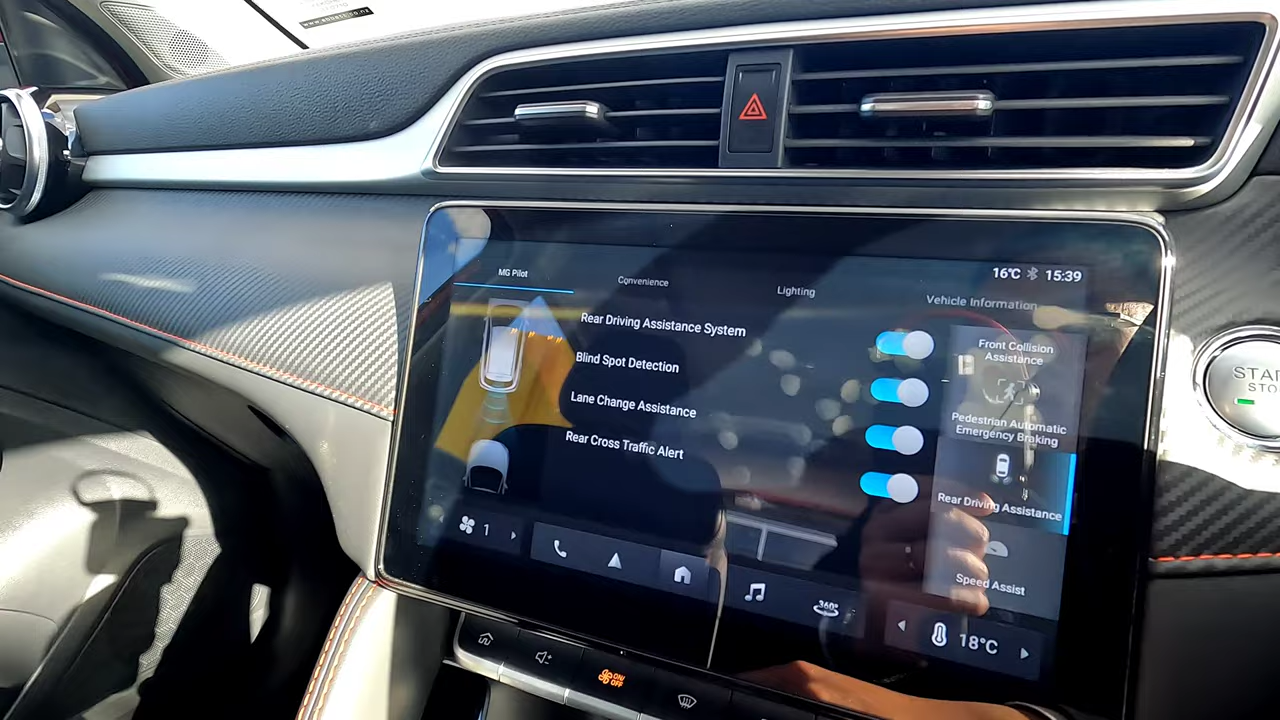 16°C 15:39
MG Pilot
Convenience
Lighting
Vehicle Information
Rear Driving Assistance System
Blind Spot Detection
Lane Change Assistance
Rear Cross Traffic Alert
Front Collision
Assistance
Pedestrian Automatic
Emergency Braking
Rear Driving Assistance
Speed Assist
1
360°
18°C
ON/
OFF